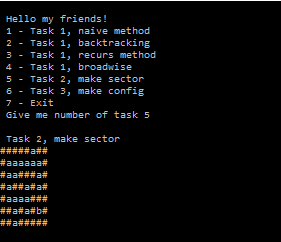 Hello my friends!
1 - Task 1, naive method
2 - Task 1, backtracking
3 - Task 1, recurs method
4 - Task 1, broadwise
5 - Task 2, make sector
6 - Task 3, make config
7 - Exit
Give me number of task 5
Task 2, make sector
#####a##
#aaaaaa#
#aa###a#
#a##a#a#
#aaaa###
##a#a#b#
##a#####